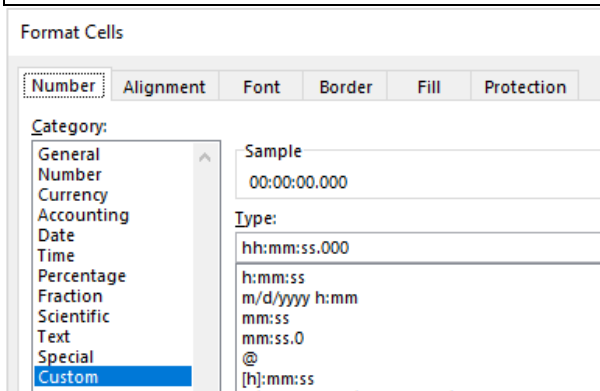 Format Cells
Number Alignment Font Border Fill Protection
Category:
General
Number
Currency
Accounting
Date
Time
Percentage
Fraction
Scientific
Text
Special
Custom
Sample
00:00:00.000
Type:
hh:mm:ss.000
h:mm:ss
m/d/yyyy h:mm
mm:ss
mm:ss.0
@
[h]:mm:ss